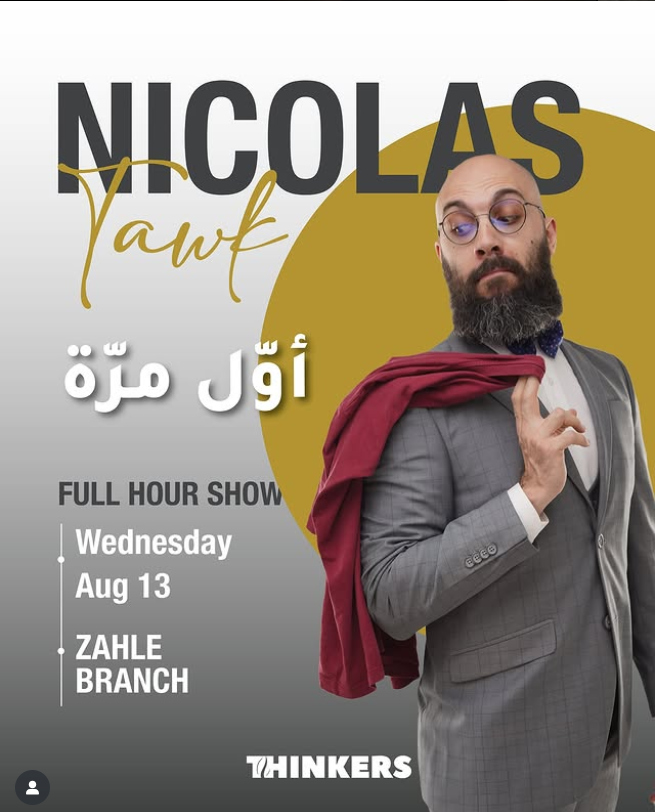 NICOLAS
Tawk
أوّل مرّة
FULL HOUR SHOW
Wednesday
Aug 13
ZAHLE
BRANCH
THINKERS